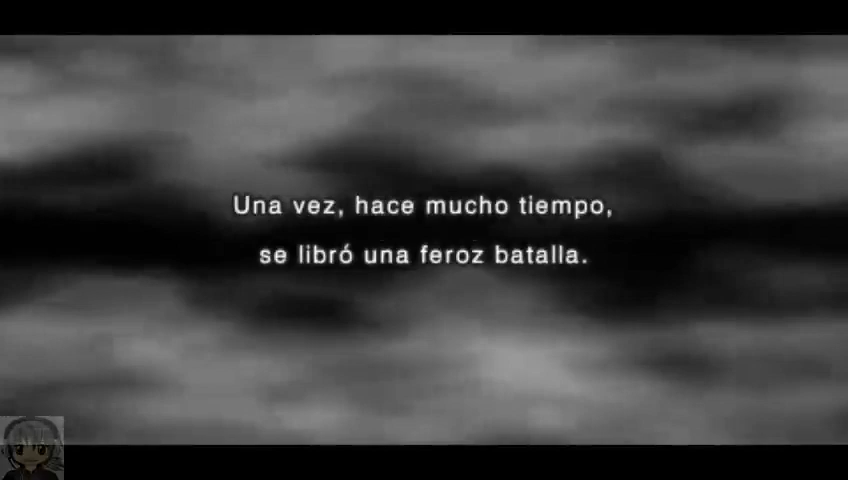 Una vez, hace mucho tiempo,
se libró una feroz batalla.